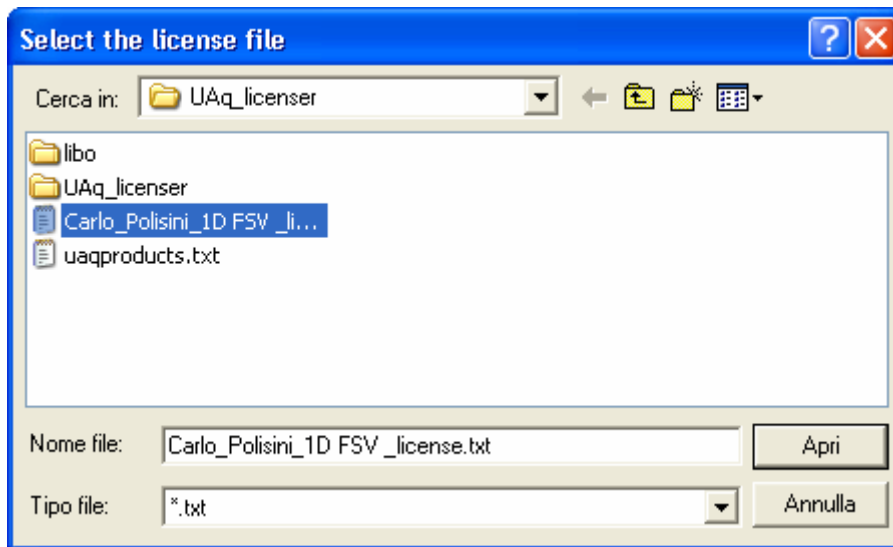 Select the license file
Cerca in: UAq_licenser
libo
UAq_licenser
Carlo_Polisini_1D FSV _li...
uaqproducts.txt
Nome file: Carlo_Polisini_1D FSV _license.txt Apri
Tipo file: *.txt Annulla